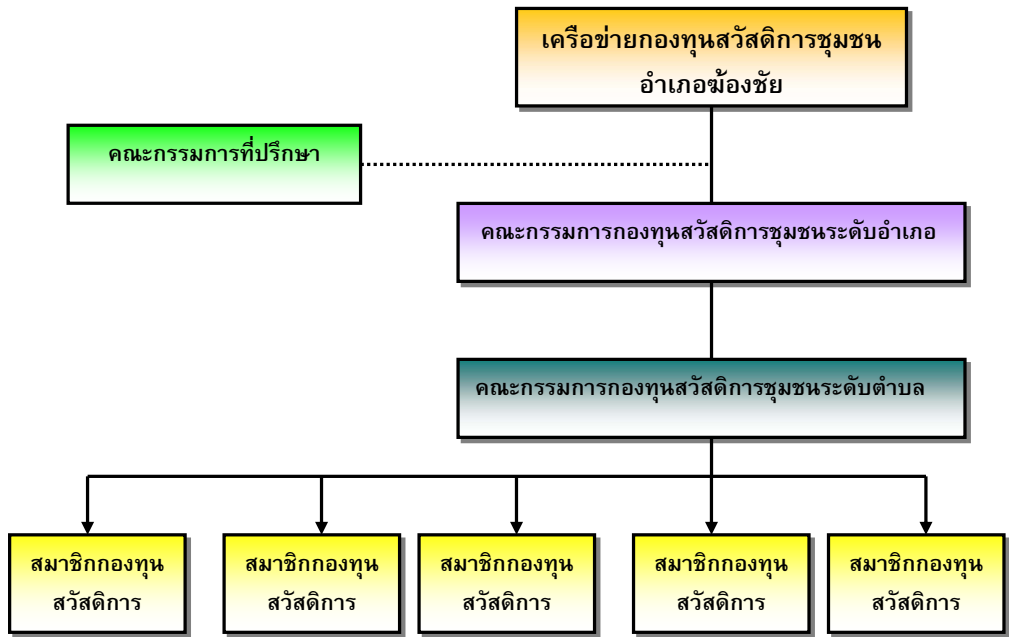 เครือข่ายกองทุนสวัสดิการชุมชน
อำเภอฆ้องชัย
คณะกรรมการที่ปรึกษา
คณะกรรมการกองทุนสวัสดิการชุมชนระดับอำเภอ
คณะกรรมการกองทุนสวัสดิการชุมชนระดับตำบล
สมาชิกกองทุน
สวัสดิการ
สมาชิกกองทุน
สวัสดิการ
สมาชิกกองทุน
สวัสดิการ
สมาชิกกองทุน
สวัสดิการ
สมาชิกกองทุน
สวัสดิการ